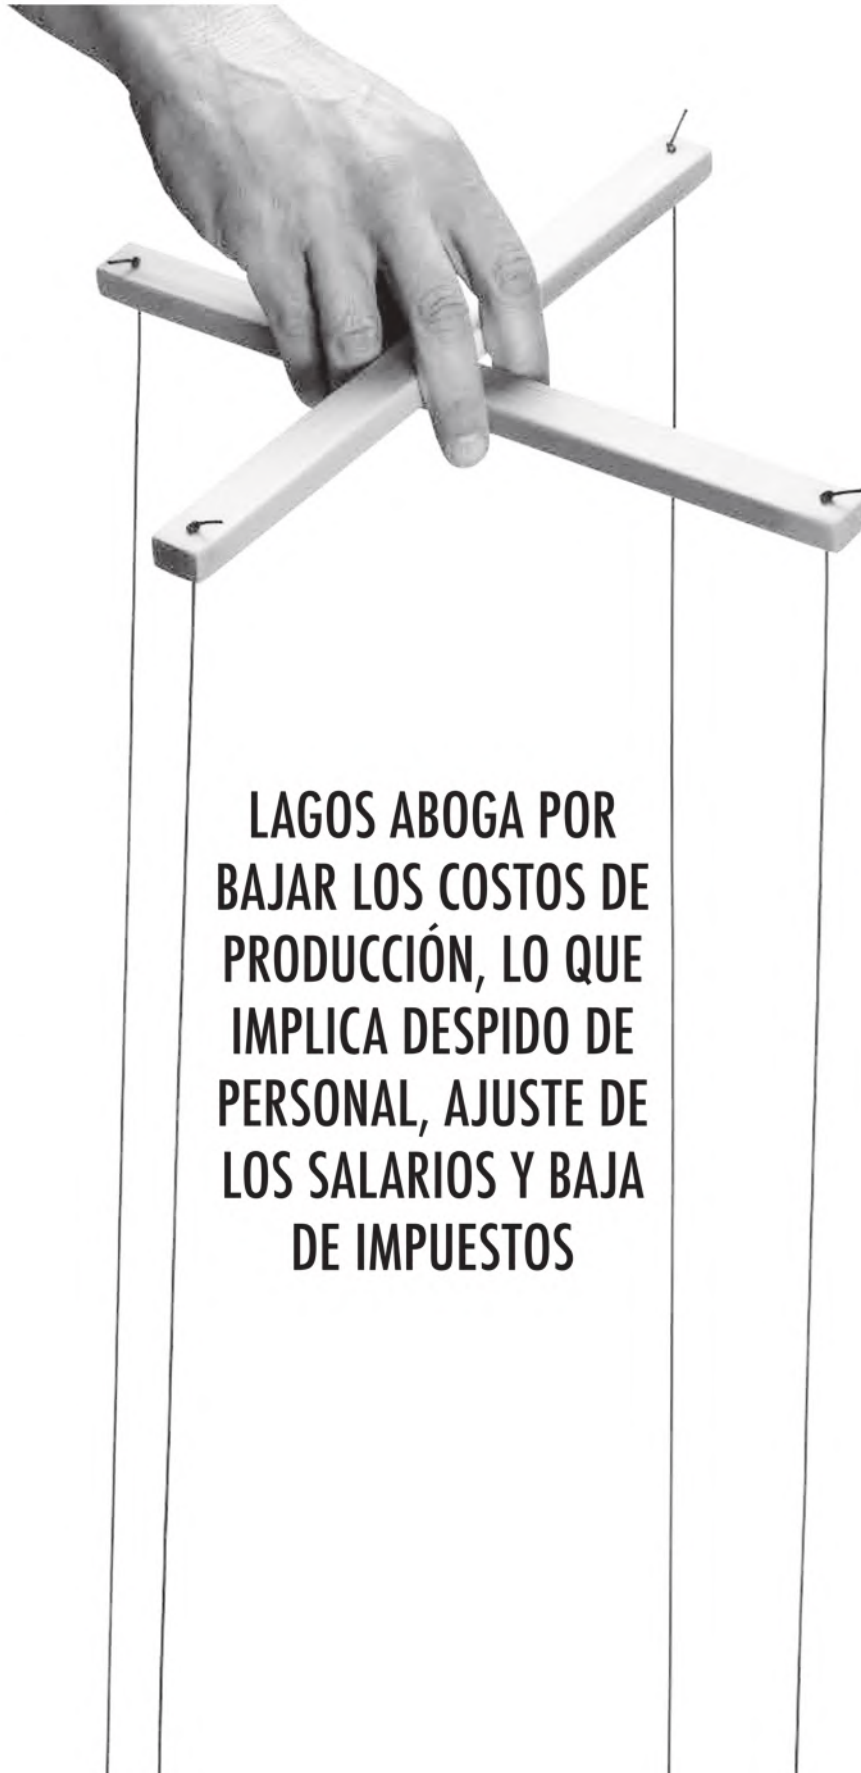 LAGOS ABOGA POR
BAJAR LOS COSTOS DE
PRODUCCIÓN, LO QUE
IMPLICA DESPIDO DE
PERSONAL, AJUSTE DE
LOS SALARIOS Y BAJA
DE IMPUESTOS